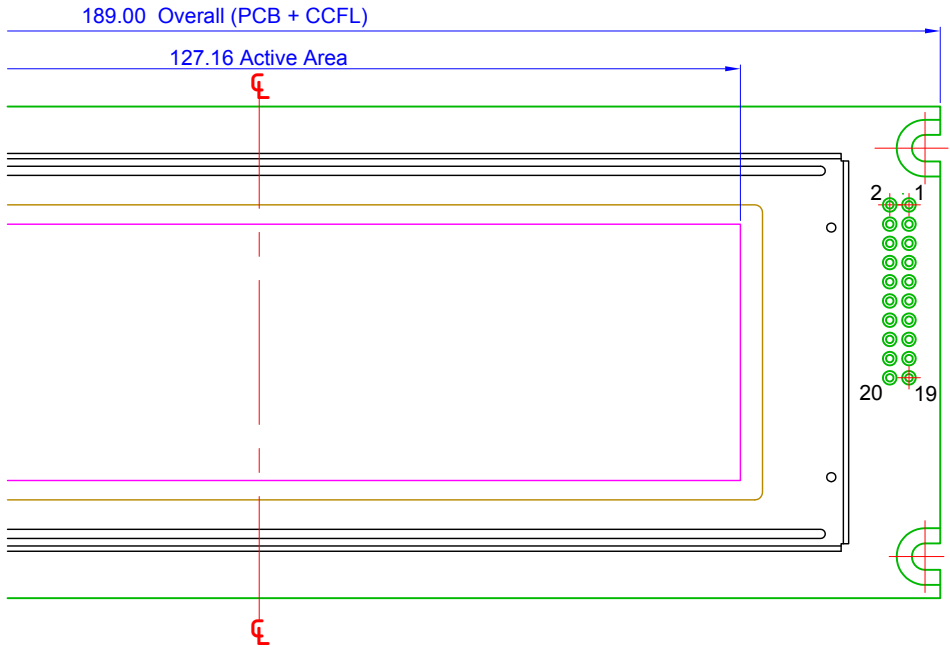 189.00 Overall (PCB + CCFL)
127.16 Active Area
℄
2 1
20 19
℄